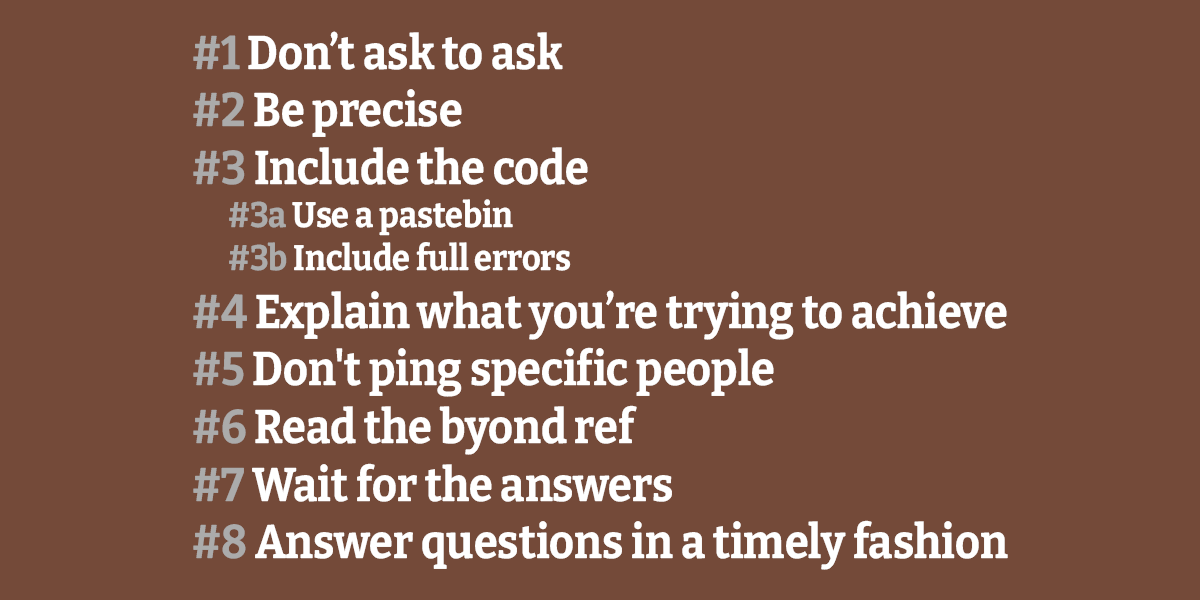 #1 Don’t ask to ask
#2 Be precise
#3 Include the code
#3a Use a pastebin
#3b Include full errors
#4 Explain what you’re trying to achieve
#5 Don't ping specific people
#6 Read the byond ref
#7 Wait for the answers
#8 Answer questions in a timely fashion